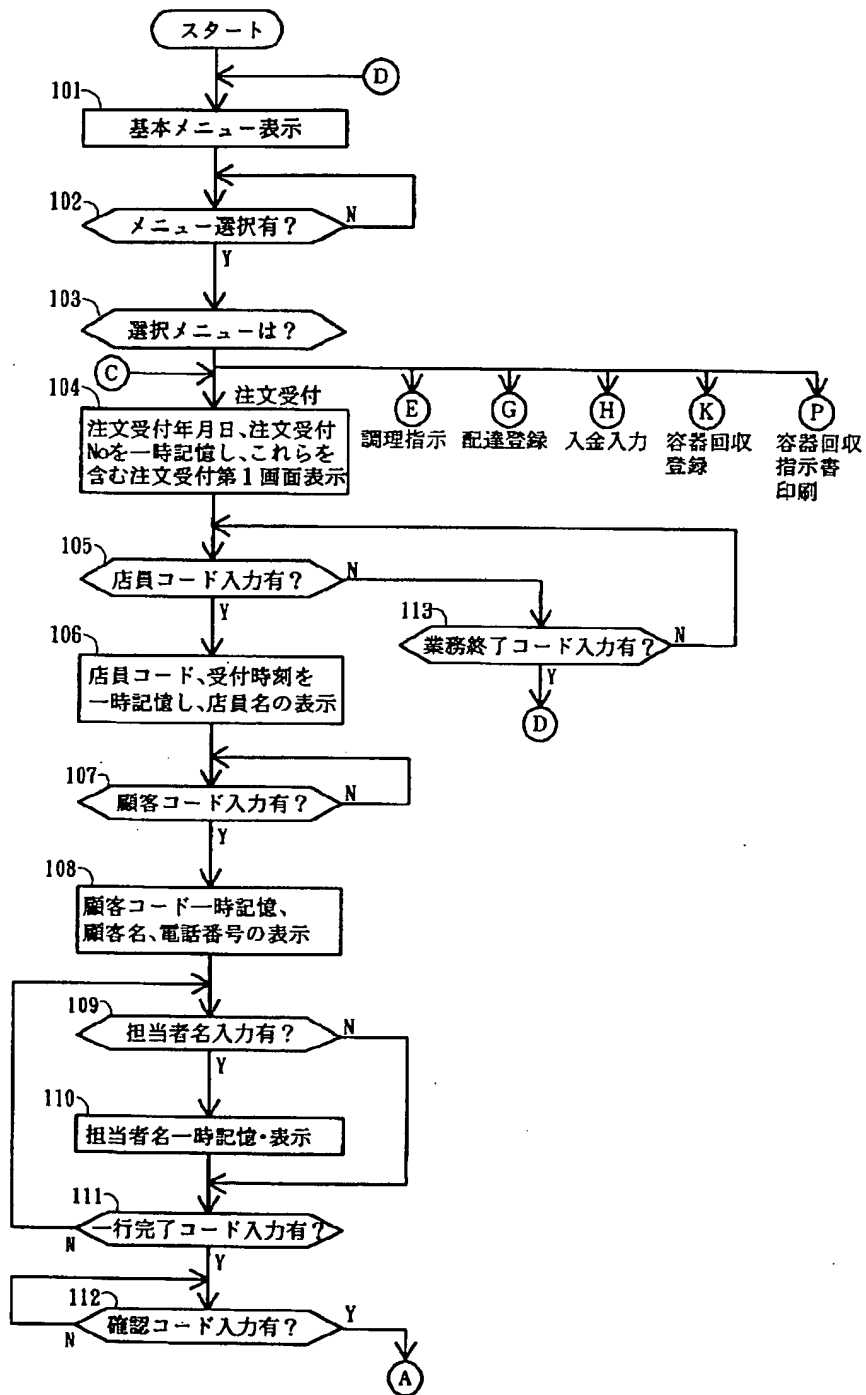 スタート
D
101
基本メニュー表示
102
メニュー選択有?
N
Y
103
選択メニューは?
C
104
注文受付
注文受付年月日、注文受付
Noを一時記憶し、これらを
含む注文受付第1画面表示
E
調理指示
G
配達登録
H
入金入力
K
容器回収
登録
P
容器回収
指示書
印刷
105
店員コード入力有?
N
Y
113
業務終了コード入力有?
N
Y
D
106
店員コード、受付時刻を
一時記憶し、店員名の表示
107
顧客コード入力有?
N
Y
108
顧客コード一時記憶、
顧客名、電話番号の表示
109
担当者名入力有?
N
Y
110
担当者名一時記憶・表示
111
一行完了コード入力有?
N
Y
112
確認コード入力有?
N
Y
A